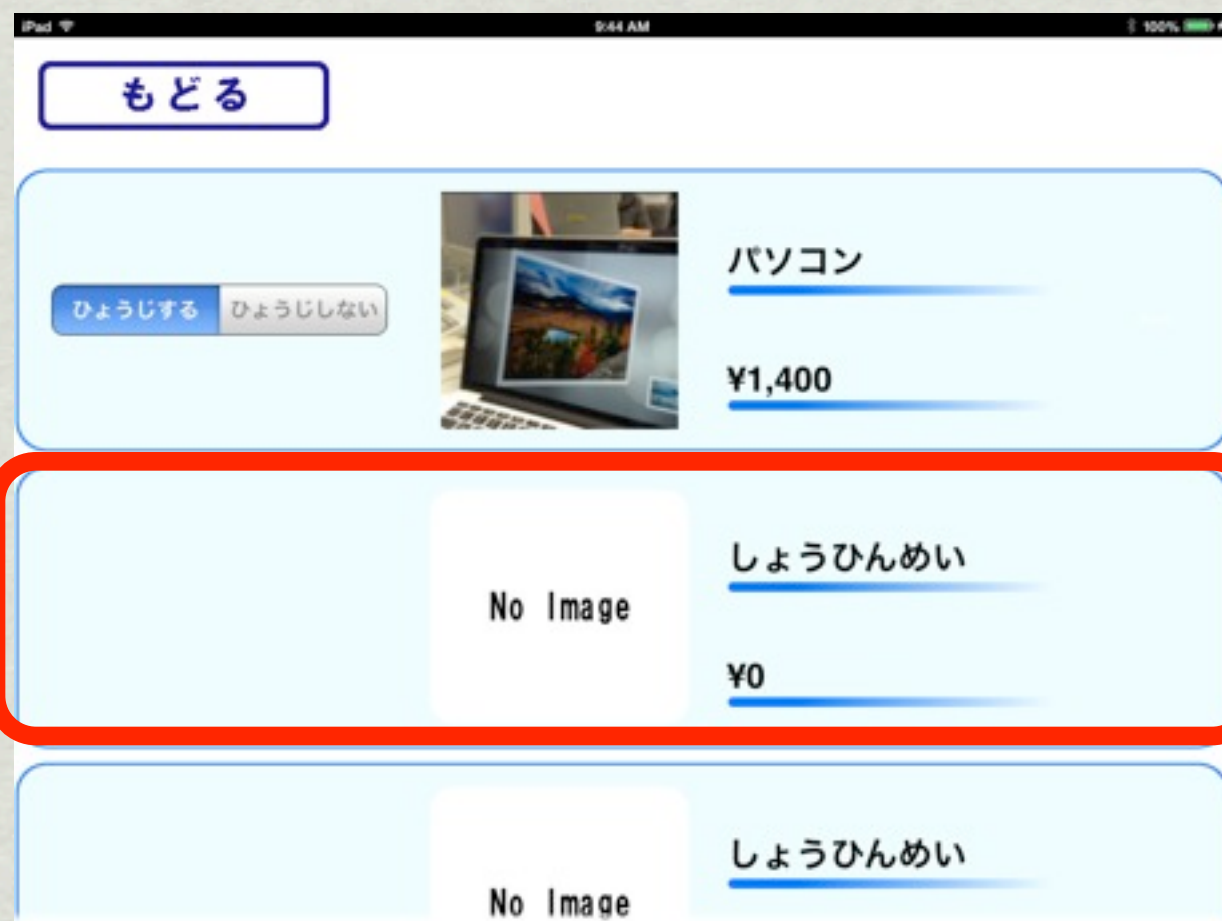 iPad
9:44 AM
100%
もどる
ひょうじする ひょうじしない
パソコン
¥1,400
No Image
しょうひんめい
¥0
No Image
しょうひんめい